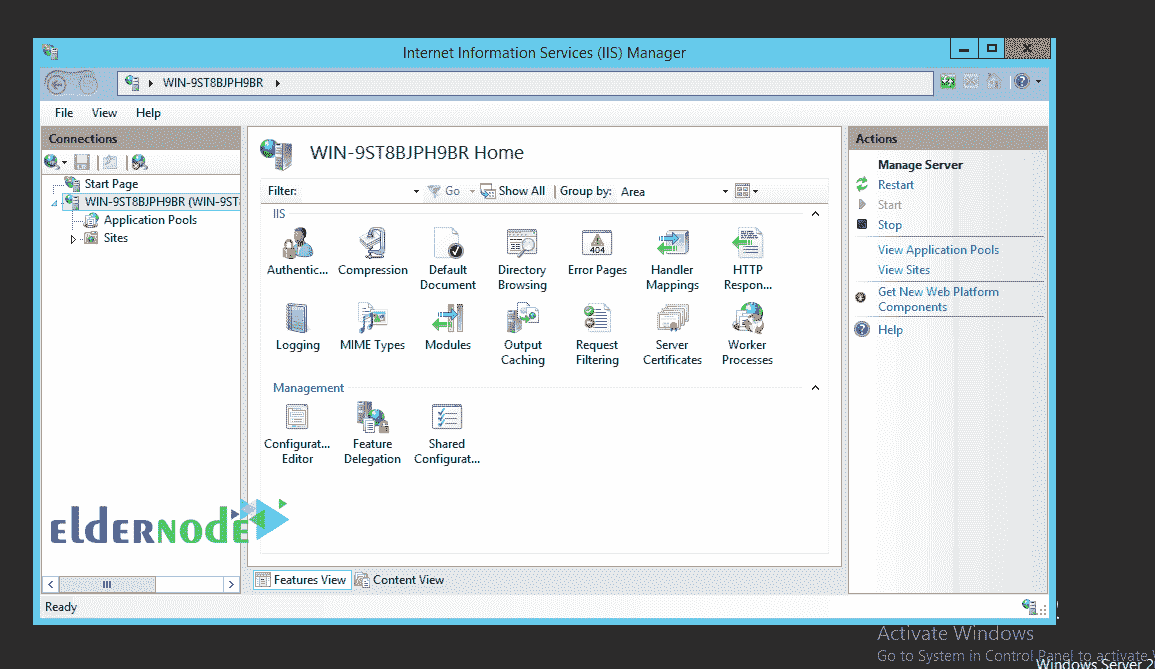 Internet Information Services (IIS) Manager
WIN-9ST8BJPH9BR
File View Help
Connections
Start Page
WIN-9ST8BJPH9BR (WIN-9ST
Application Pools
Sites
WIN-9ST8BJPH9BR Home
Filter: Go Show All Group by: Area
IIS
Authentic... Compression Default Document Directory Browsing Error Pages Handler Mappings HTTP Respon...
Logging MIME Types Modules Output Caching Request Filtering Server Certificates Worker Processes
Management
Configurat... Editor Feature Delegation Shared Configurat...
Features View Content View
Actions
Manage Server
Restart
Start
Stop
View Application Pools
View Sites
Get New Web Platform
Components
Help
eldernode
Ready
Activate Windows
Go to System in Control Panel to activate
Windows Server 2